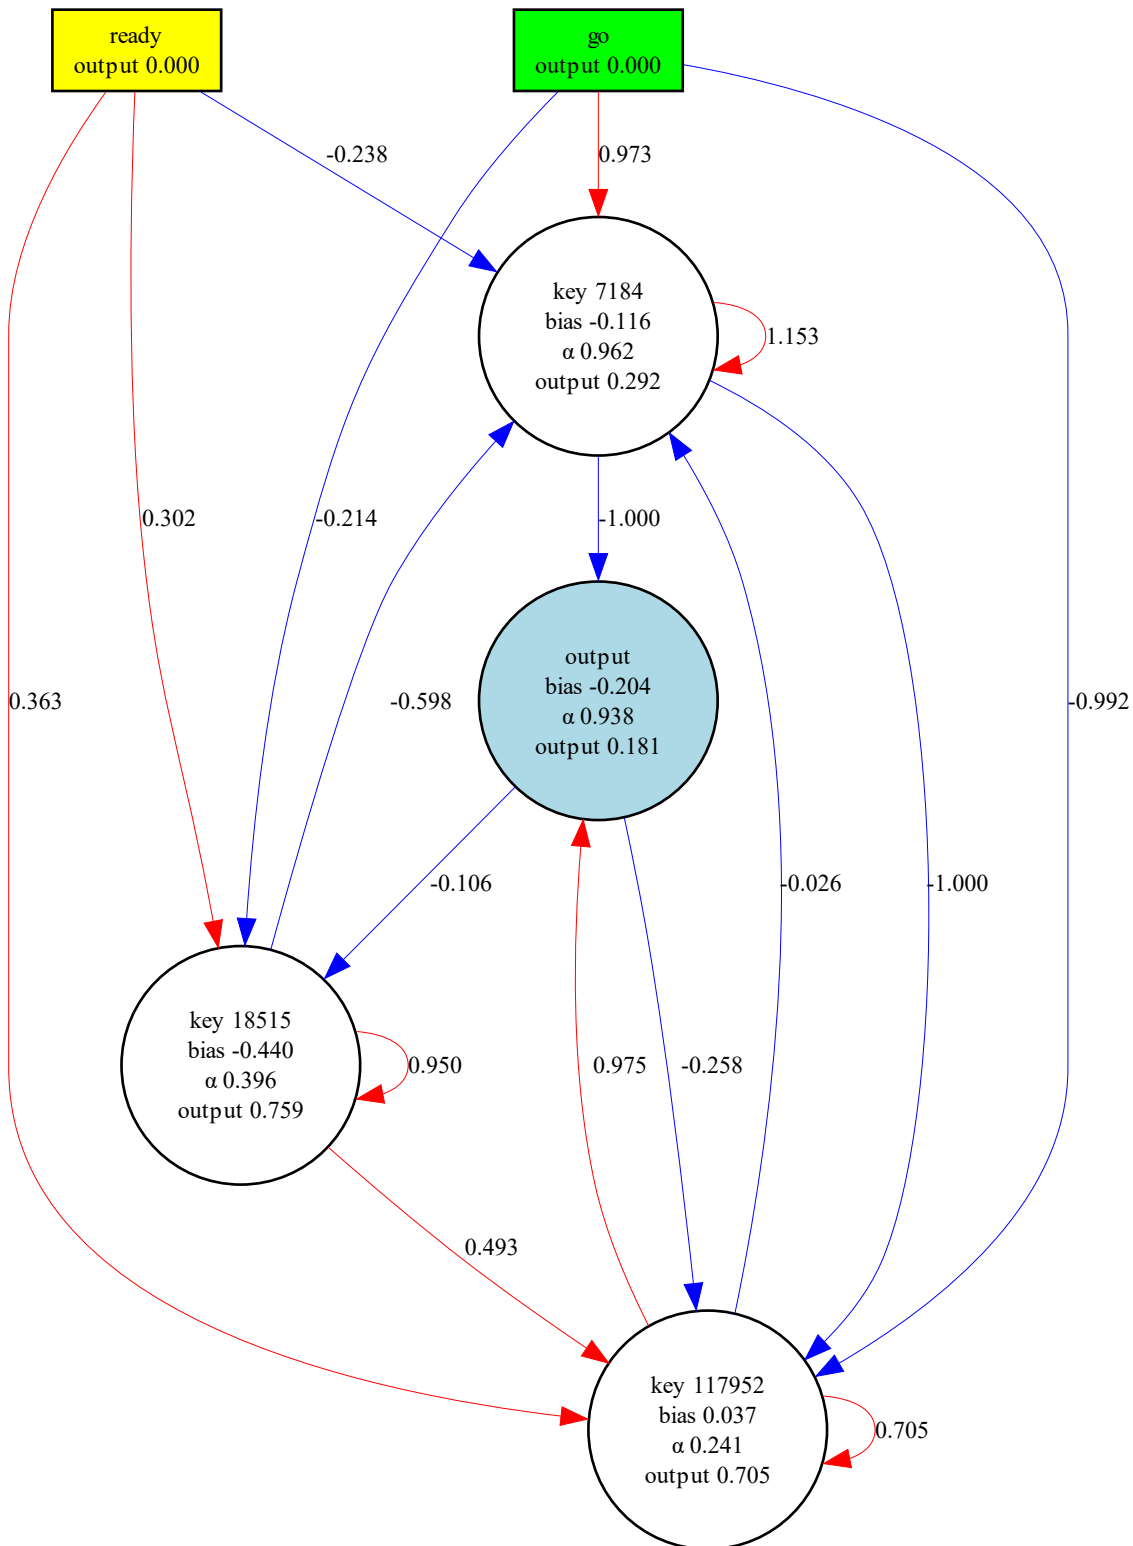 ready
output 0.000
go
output 0.000
-0.238
0.973
key 7184
bias -0.116
α 0.962
output 0.292
1.153
0.302
-0.214
-1.000
output
bias -0.204
α 0.938
output 0.181
0.363
-0.598
-0.992
-0.106
-0.026
-1.000
key 18515
bias -0.440
α 0.396
output 0.759
0.950
0.975
-0.258
0.493
key 117952
bias 0.037
α 0.241
output 0.705
0.705